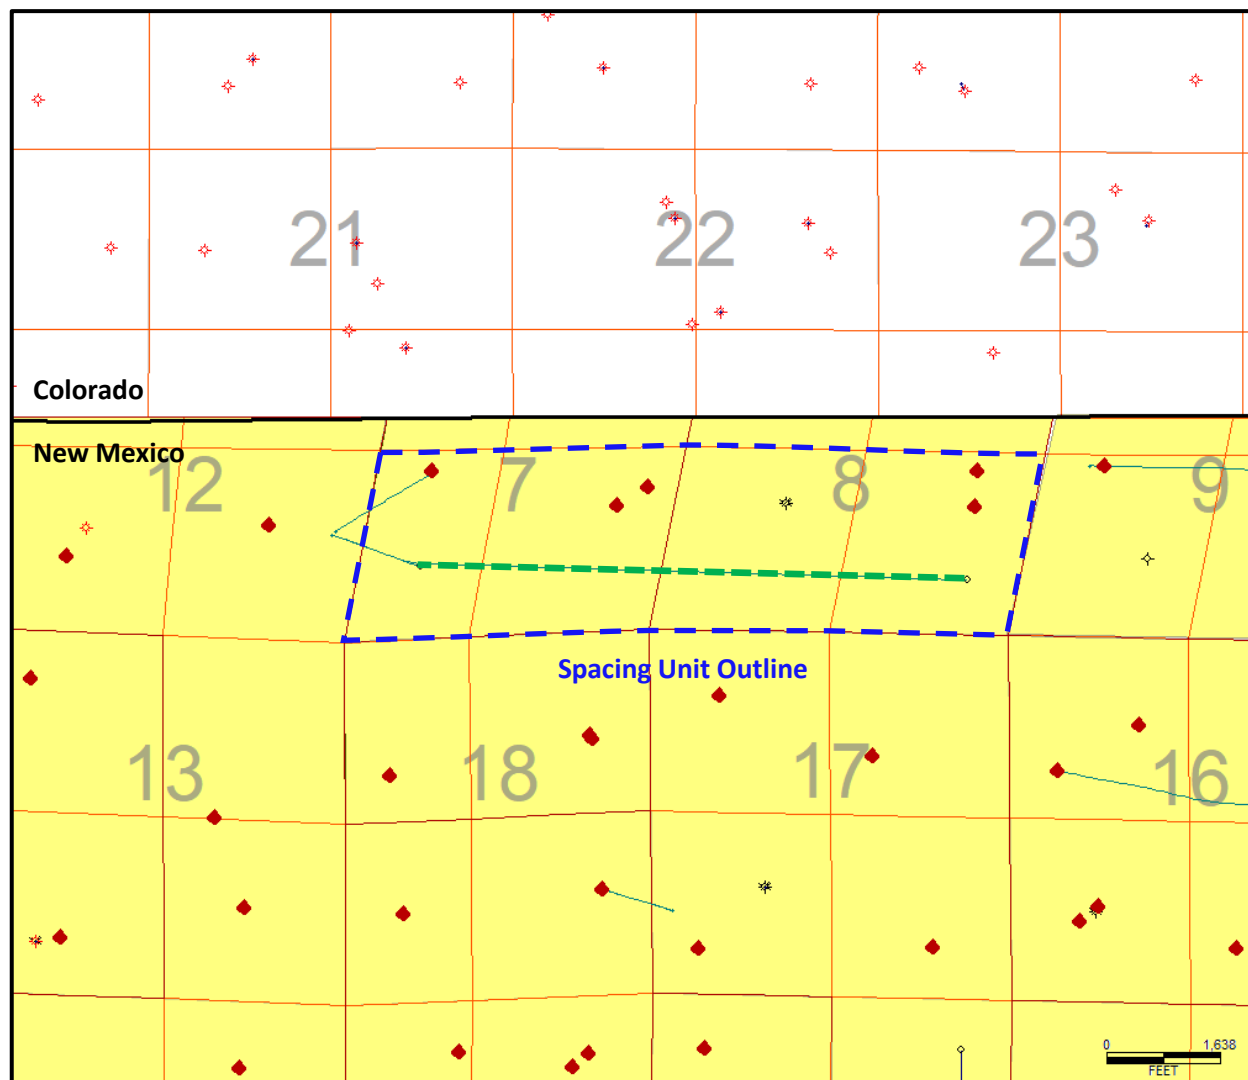 21 22 23
Colorado
New Mexico
12 7 8 9
Spacing Unit Outline
13 18 17 16
0 1,638
FEET